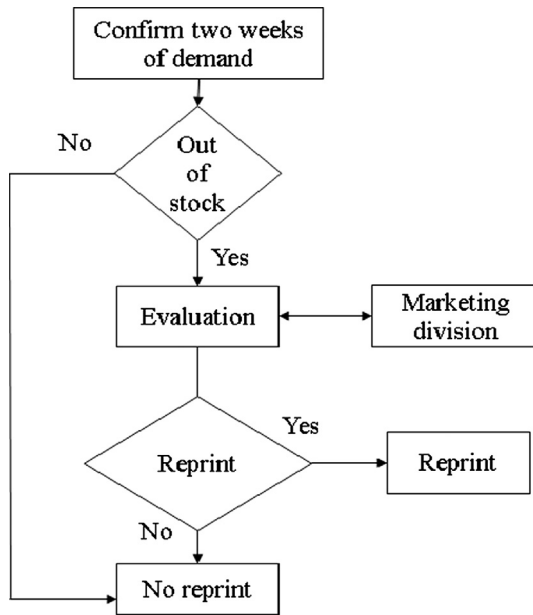 Confirm two weeks
of demand
No
Out
of
stock
Yes
Evaluation
Marketing
division
Yes
Reprint
Reprint
No
No reprint